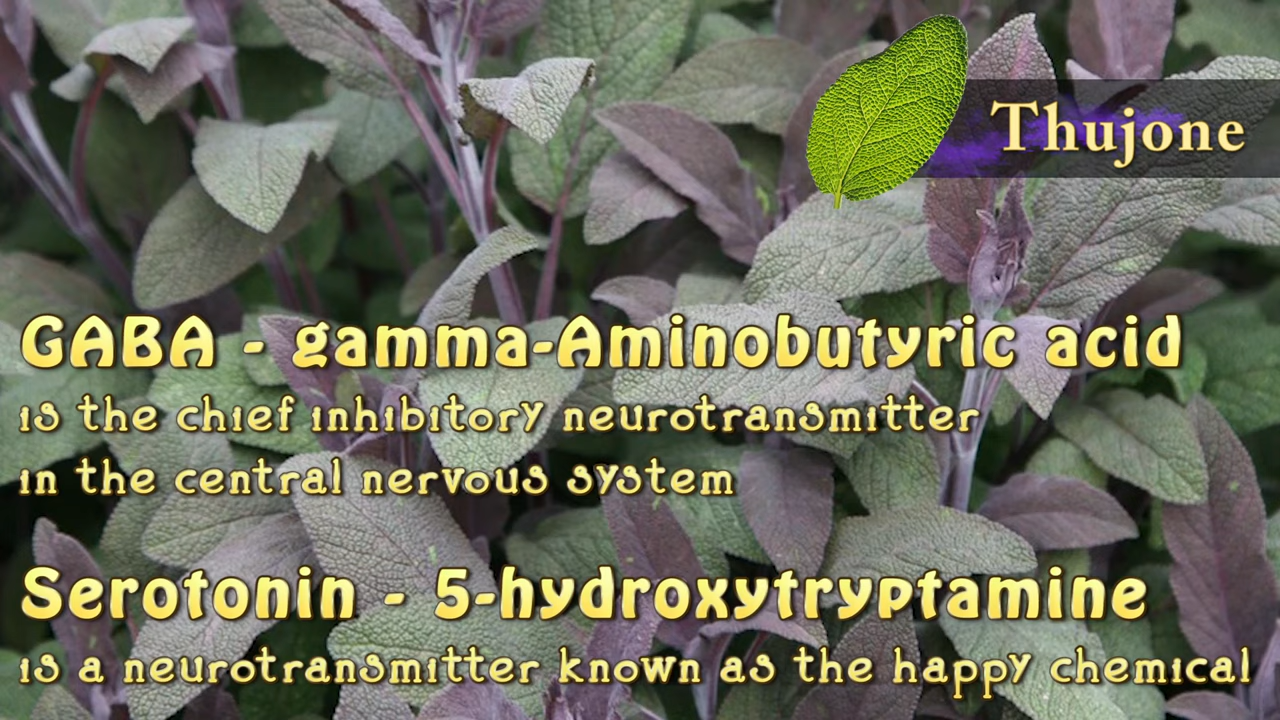 Thujone
GABA - gamma-Aminobutyric acid
is the chief inhibitory neurotransmitter
in the central nervous system
Serotonin - 5-hydroxytryptamine
is a neurotransmitter known as the happy chemical